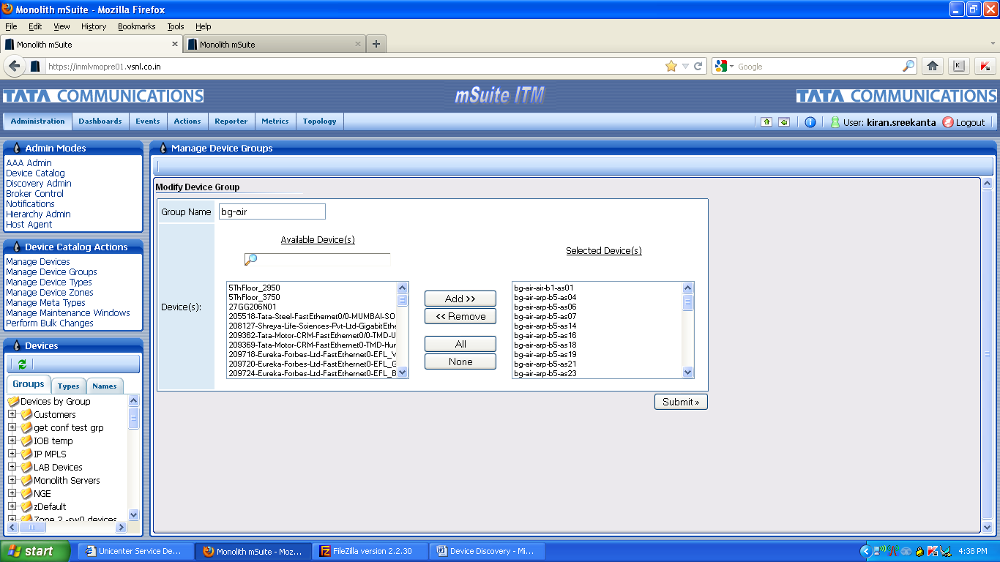 Monolith mSuite - Mozilla Firefox
File Edit View History Bookmarks Tools Help
Monolith mSuite × Monolith mSuite × +
https://inmlvmopre01.vsnl.co.in Google
TATA COMMUNICATIONS mSuite ITM TATA COMMUNICATIONS
Administration Dashboards Events Actions Reporter Metrics Topology User: kiran.sreekanta Logout
Admin Modes
AAA Admin
Device Catalog
Discovery Admin
Broker Control
Notifications
Hierarchy Admin
Host Agent
Device Catalog Actions
Manage Devices
Manage Device Groups
Manage Device Types
Manage Device Zones
Manage Meta Types
Manage Maintenance Windows
Perform Bulk Changes
Devices
Groups Types Names
Devices by Group
Customers
get conf test grp
IOB temp
IP MPLS
LAB Devices
Monolith Servers
NGE
zDefault
Zone 2 -sw0 devices
Manage Device Groups
Modify Device Group
Group Name bg-air
Device(s):
Available Device(s)
5ThFloor_2950
5ThFloor_3750
27GG206N01
205518-Tata-Steel-FastEthernet0/0-MUMBAI-SO
208127-Shreya-Life-Sciences-Pvt-Ltd-GigabitEthe
209362-Tata-Motor-CRM-FastEthernet0/0-TMD-U
209369-Tata-Motor-CRM-FastEthernet0-TMD-Hur
209718-Eureka-Forbes-Ltd-FastEthernet0-EFL_V
209720-Eureka-Forbes-Ltd-FastEthernet0-EFL_G
209724-Eureka-Forbes-Ltd-FastEthernet0-EFL_B
Add >>
<< Remove
All
None
Selected Device(s)
bg-air-air-b1-as01
bg-air-arp-b5-as04
bg-air-arp-b5-as06
bg-air-arp-b5-as07
bg-air-arp-b5-as14
bg-air-arp-b5-as16
bg-air-arp-b5-as18
bg-air-arp-b5-as19
bg-air-arp-b5-as21
bg-air-arp-b5-as23
Submit »
start Unicenter Service De... Monolith mSuite - Moz... FileZilla version 2.2.30 Device Discovery - Mi... 4:38 PM